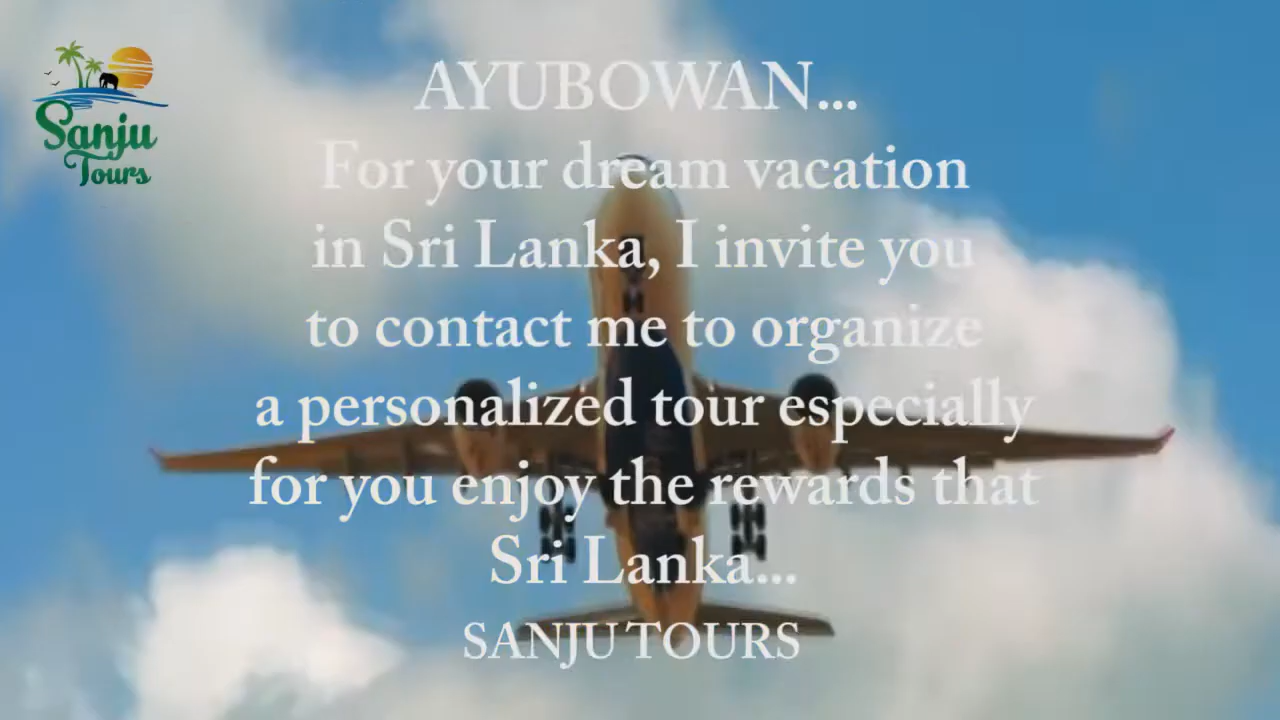 Sanju
Tours
AYUBOWAN...
For your dream vacation
in Sri Lanka, I invite you
to contact me to organize
a personalized tour especially
for you enjoy the rewards that
Sri Lanka...
SANJU TOURS